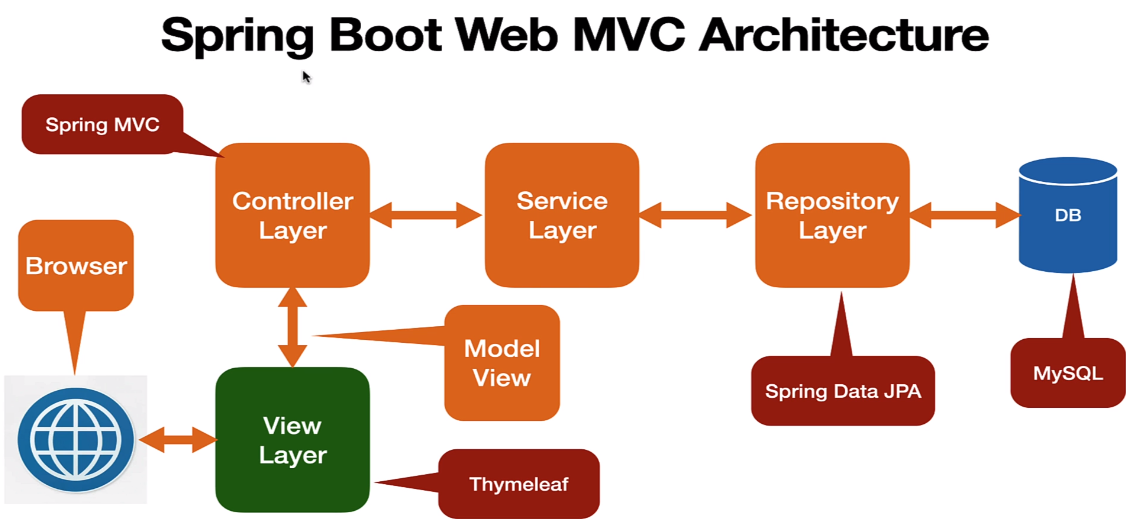 Spring Boot Web MVC Architecture
Spring MVC
Controller
Layer
Service
Layer
Repository
Layer
DB
Browser
Model
View
Spring Data JPA
MySQL
View
Layer
Thymeleaf